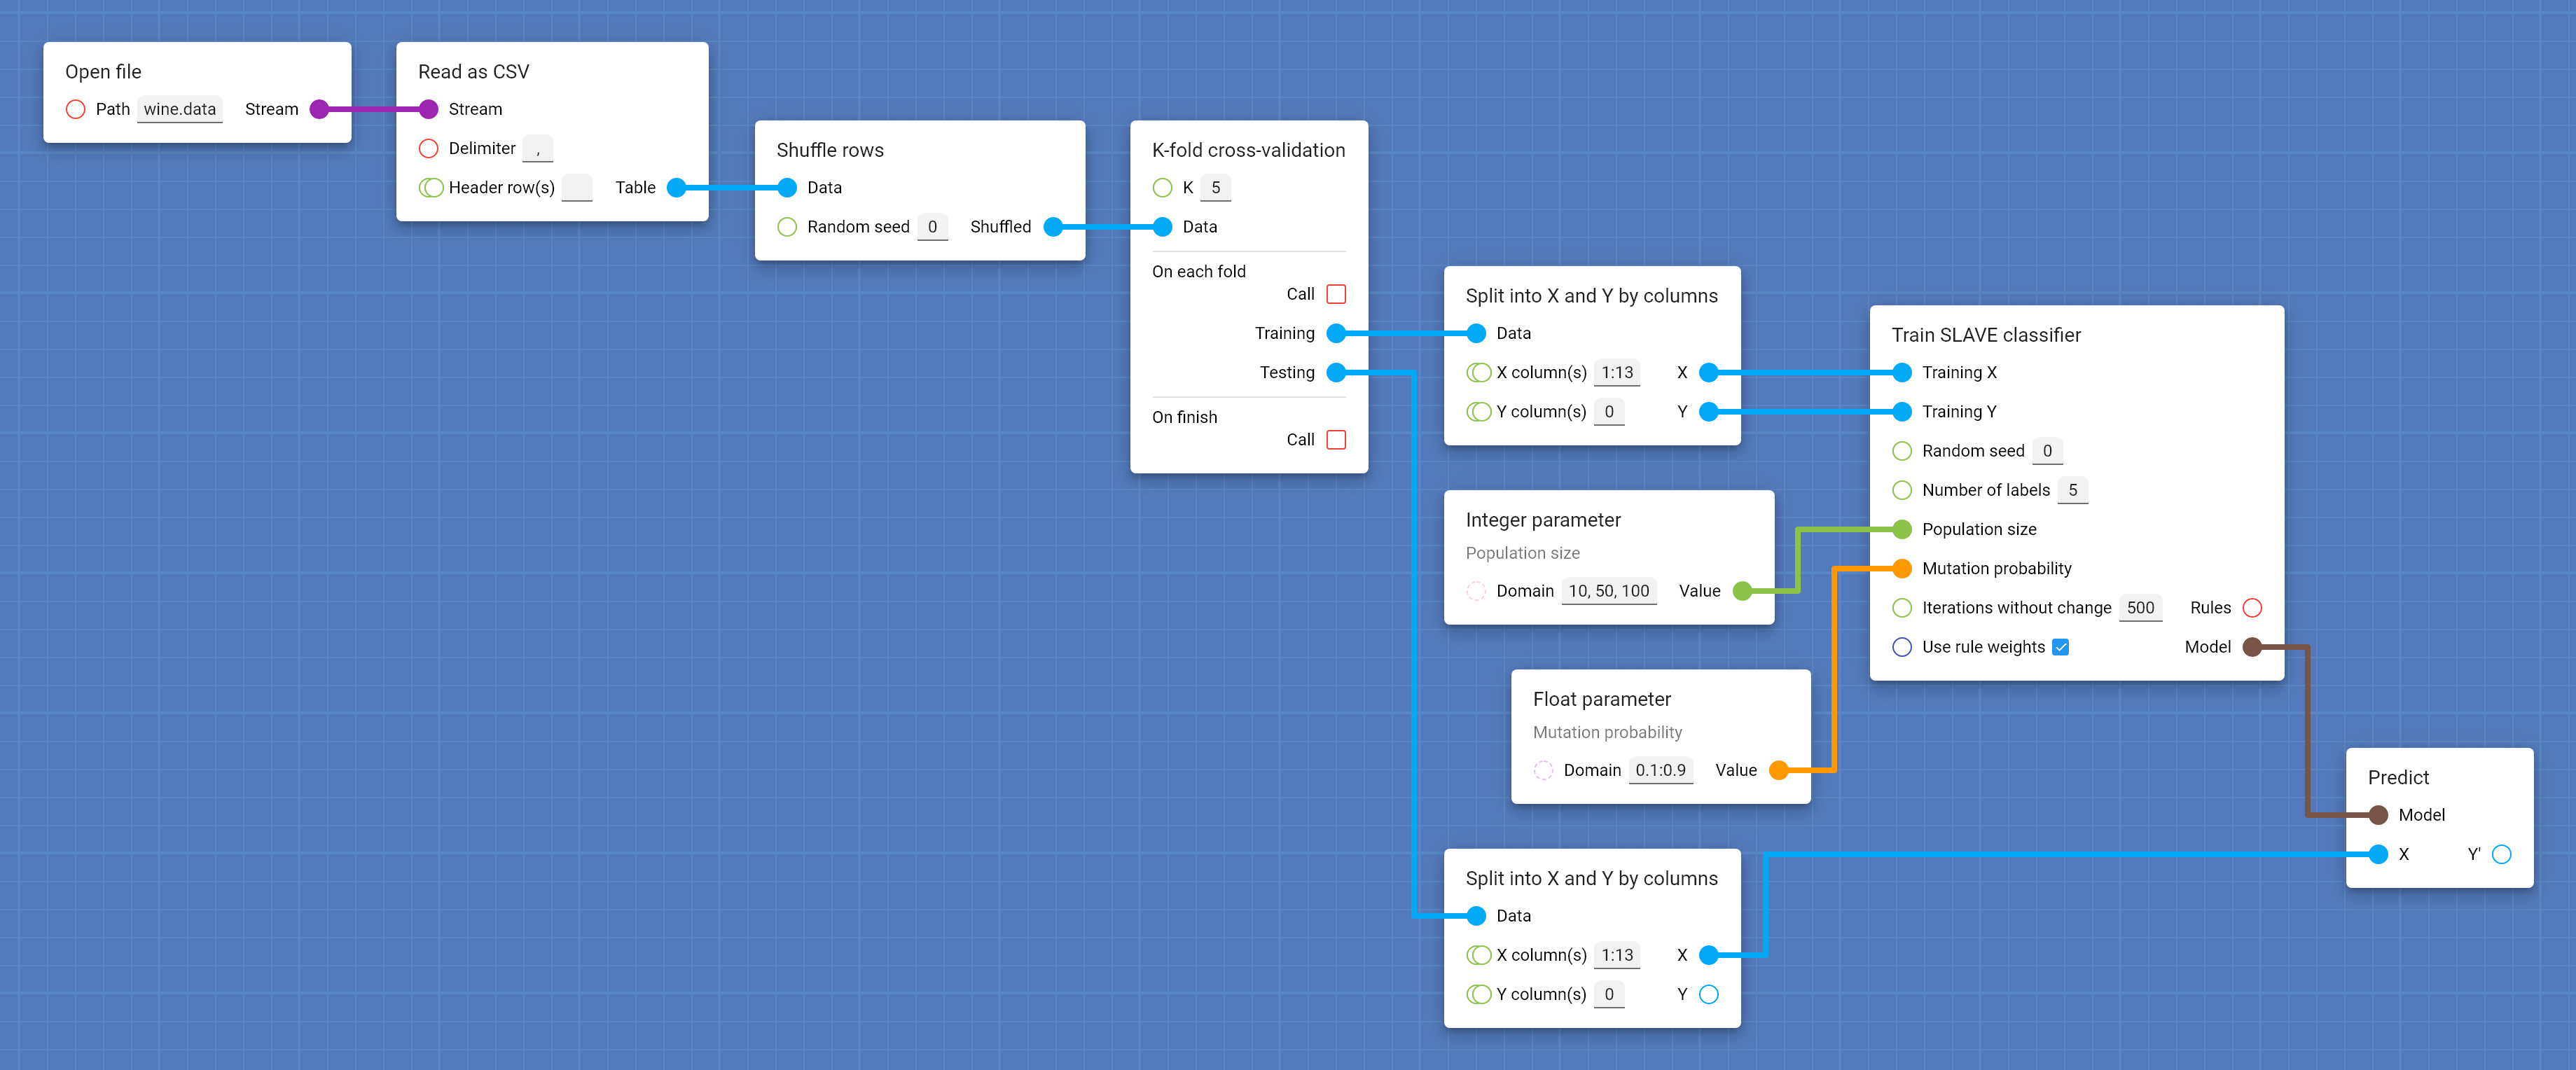 Open file
Path wine.data Stream
Read as CSV
Stream
Delimiter ,
Header row(s) Table
Shuffle rows
Data
Random seed 0 Shuffled
K-fold cross-validation
K 5
Data
On each fold
Call
Training
Testing
On finish
Call
Split into X and Y by columns
Data
X column(s) 1:13 X
Y column(s) 0 Y
Integer parameter
Population size
Domain 10, 50, 100 Value
Float parameter
Mutation probability
Domain 0.1:0.9 Value
Split into X and Y by columns
Data
X column(s) 1:13 X
Y column(s) 0 Y
Train SLAVE classifier
Training X
Training Y
Random seed 0
Number of labels 5
Population size
Mutation probability
Iterations without change 500 Rules
Use rule weights Model
Predict
Model
X Y'